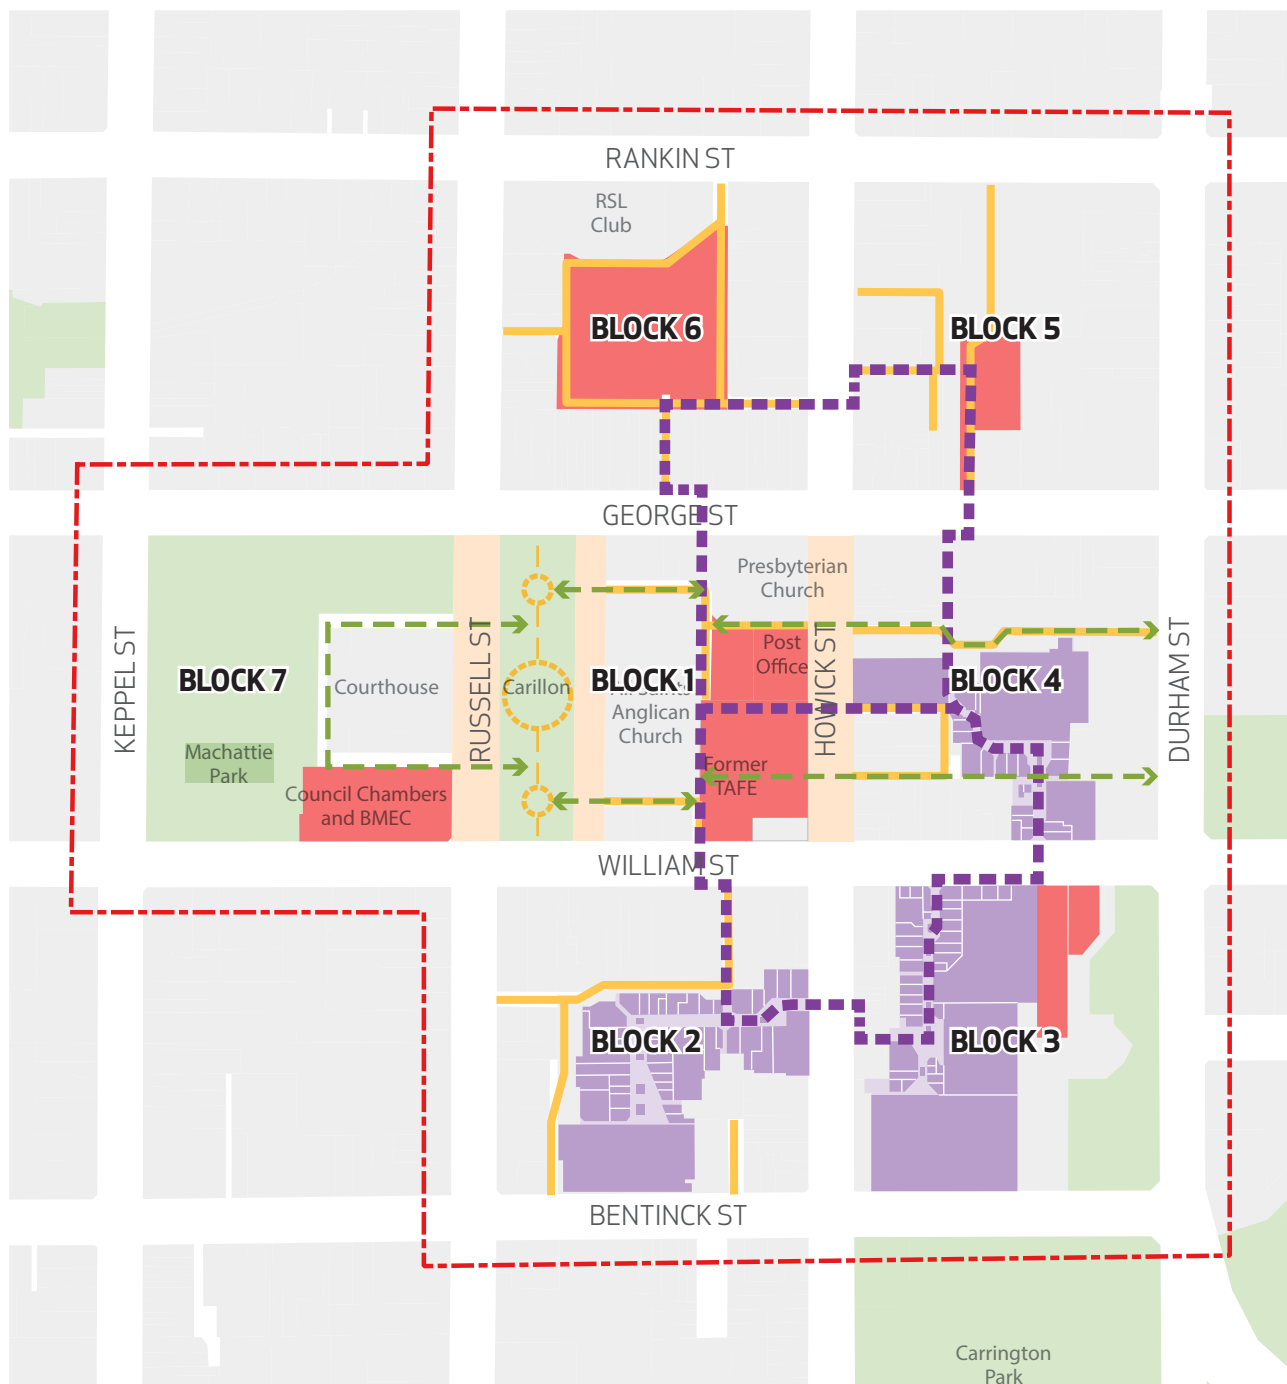 RANKIN ST
RSL
Club
BLOCK 6
BLOCK 5
GEORGE ST
Presbyterian
Church
KEPPEL ST
RUSSELL ST
HOWICK ST
DURHAM ST
Post
Office
BLOCK 7
Courthouse
Carillon
BLOCK 1
All Saints
Anglican
Church
BLOCK 4
Machattie
Park
Former
TAFE
Council Chambers
and BMEC
WILLIAM ST
BLOCK 2
BLOCK 3
BENTINCK ST
Carrington
Park